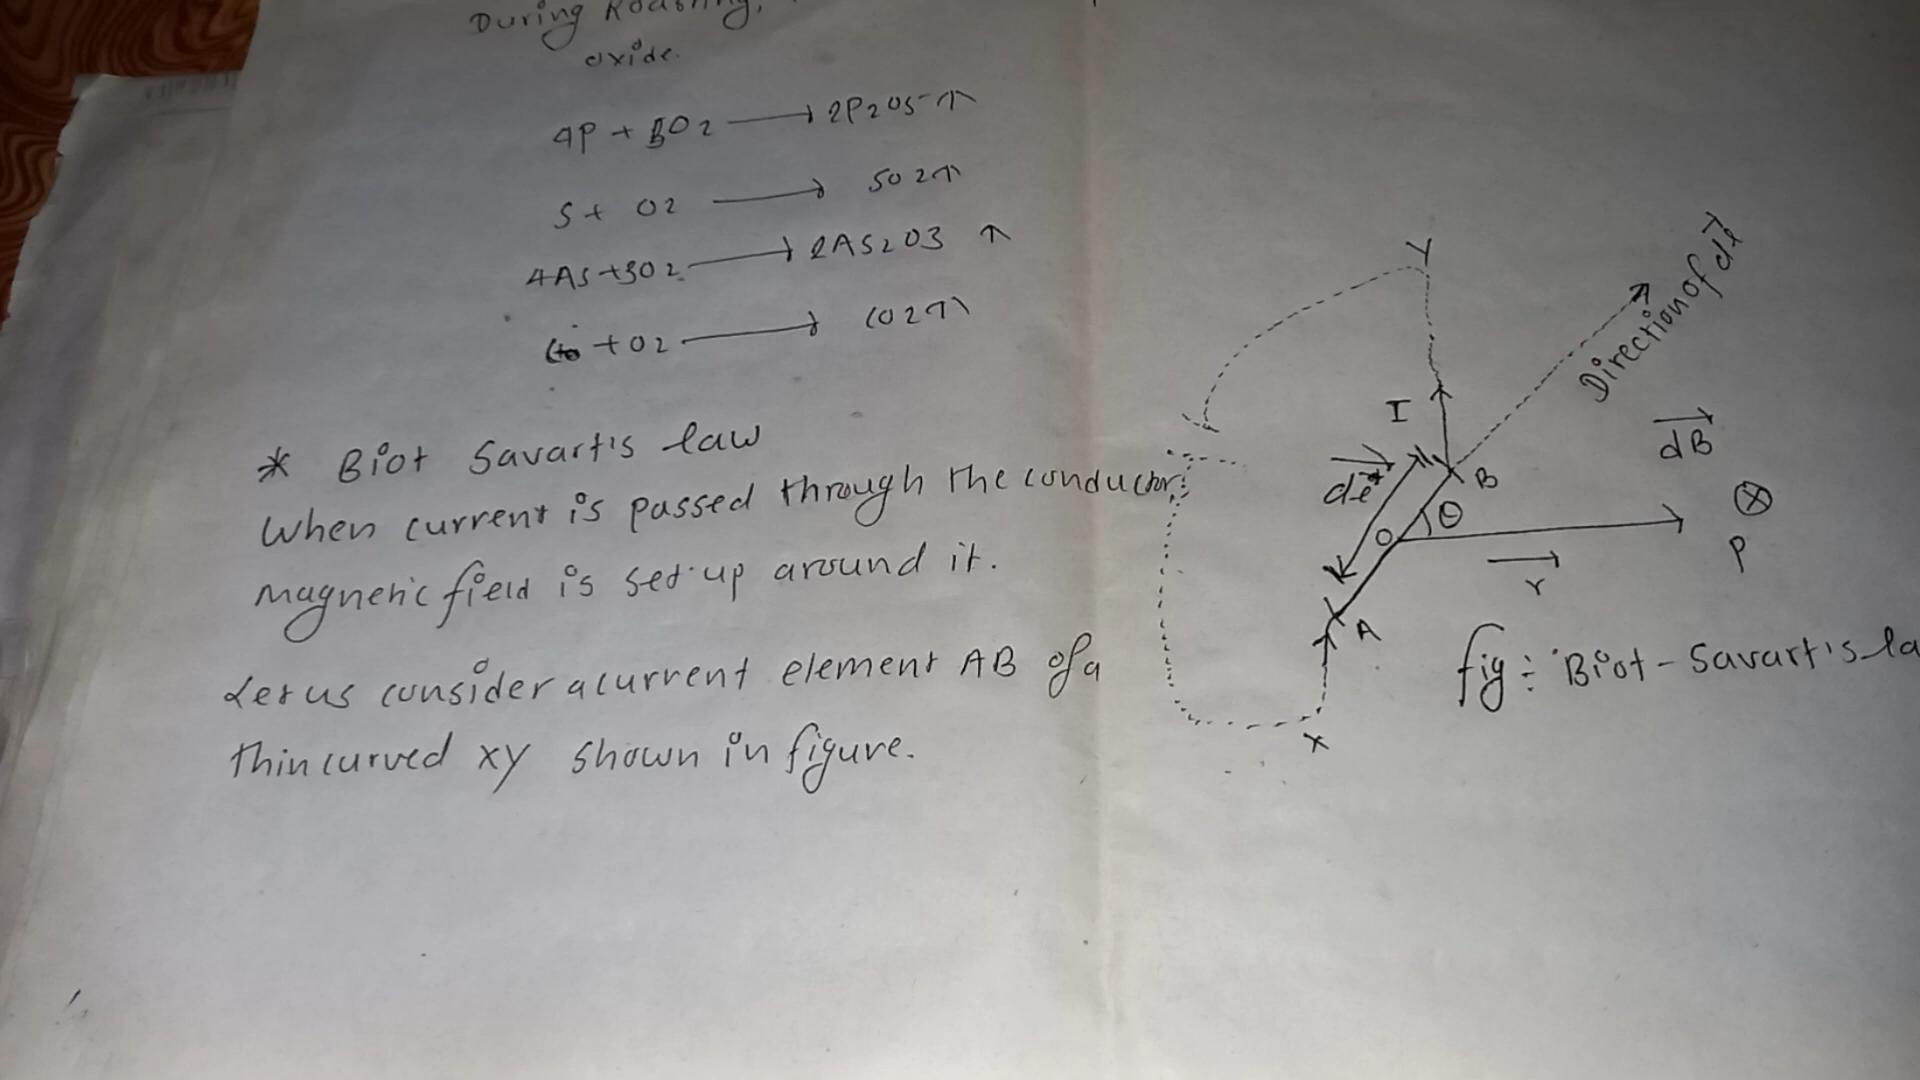 During Roasting,
oxide.
4P + 5O2 → 2P2O5 ↑
S + O2 → SO2 ↑
4As + 3O2 → 2As2O3 ↑
+ O2 → CO2 ↑
* Biot Savart's law
When current is passed through the conductor;
magnetic field is set up around it.
Let us consider a current element AB of a
thin curved xy shown in figure.
Y
Direction of dl
I
dB
dl
B
θ
O
P
r
A
X
fig: Biot-Savart's la